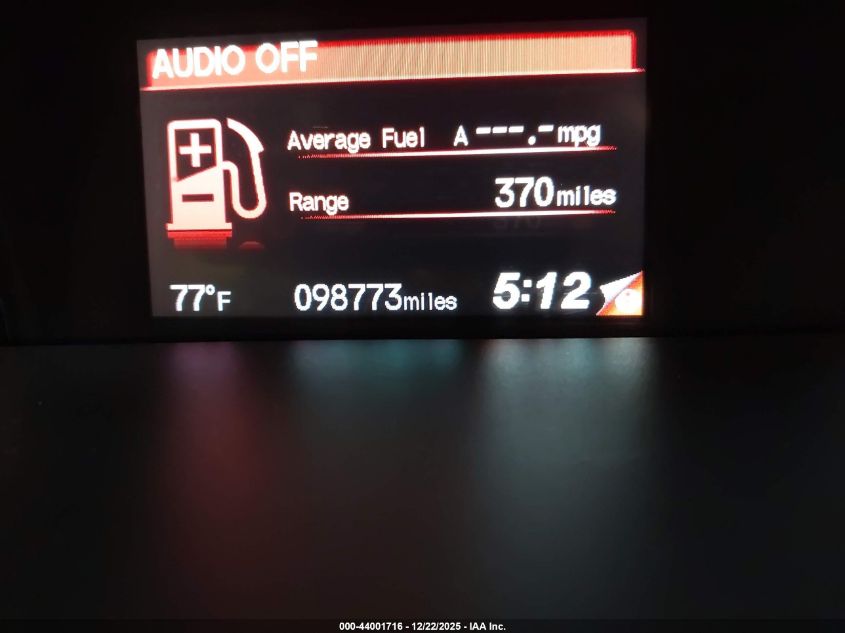 AUDIO OFF
Average Fuel A ---.- mpg
Range 370 miles
77°F 098773 miles 5:12
000-44001716 - 12/22/2025 - IAA Inc.